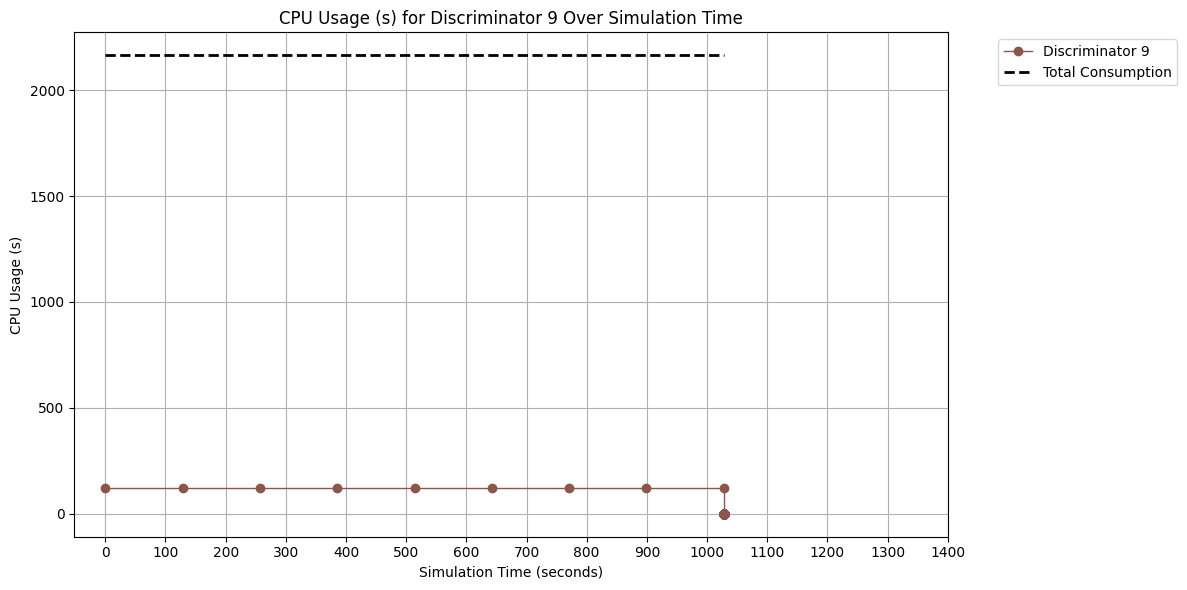 CPU Usage (s) for Discriminator 9 Over Simulation Time
Discriminator 9
Total Consumption
CPU Usage (s)
2000
1500
1000
500
0
0 100 200 300 400 500 600 700 800 900 1000 1100 1200 1300 1400
Simulation Time (seconds)